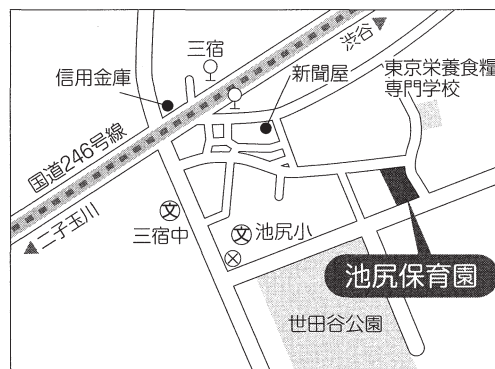 三宿
渋谷
信用金庫
新聞屋
東京栄養食糧
専門学校
国道246号線
二子玉川
三宿中
文
文
池尻小
池尻保育園
世田谷公園